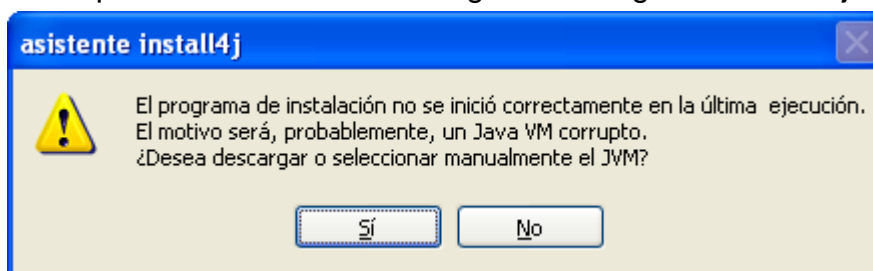 asistente install4j
El programa de instalación no se inició correctamente en la última ejecución.
El motivo será, probablemente, un Java VM corrupto.
¿Desea descargar o seleccionar manualmente el JVM?
Sí
No